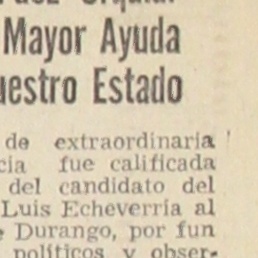 Mayor Ayuda
uestro Estado
de extraordinaria
cia fue calificada
del candidato del
Luis Echeverría al
Durango, por fun
políticos y obser-